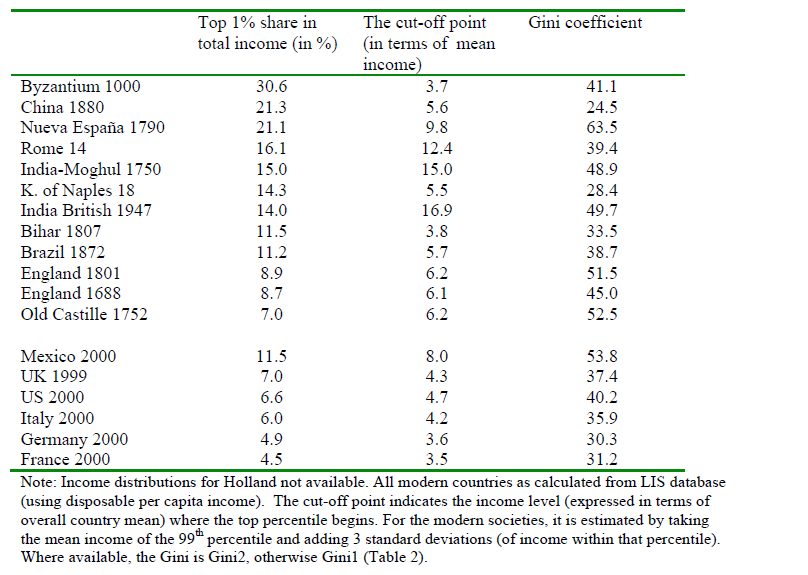 Top 1% share in total income (in %) The cut-off point (in terms of mean income) Gini coefficient
Byzantium 1000 30.6 3.7 41.1
China 1880 21.3 5.6 24.5
Nueva España 1790 21.1 9.8 63.5
Rome 14 16.1 12.4 39.4
India-Moghul 1750 15.0 15.0 48.9
K. of Naples 18 14.3 5.5 28.4
India British 1947 14.0 16.9 49.7
Bihar 1807 11.5 3.8 33.5
Brazil 1872 11.2 5.7 38.7
England 1801 8.9 6.2 51.5
England 1688 8.7 6.1 45.0
Old Castille 1752 7.0 6.2 52.5
Mexico 2000 11.5 8.0 53.8
UK 1999 7.0 4.3 37.4
US 2000 6.6 4.7 40.2
Italy 2000 6.0 4.2 35.9
Germany 2000 4.9 3.6 30.3
France 2000 4.5 3.5 31.2
Note: Income distributions for Holland not available. All modern countries as calculated from LIS database
(using disposable per capita income). The cut-off point indicates the income level (expressed in terms of
overall country mean) where the top percentile begins. For the modern societies, it is estimated by taking
the mean income of the 99th percentile and adding 3 standard deviations (of income within that percentile).
Where available, the Gini is Gini2, otherwise Gini1 (Table 2).